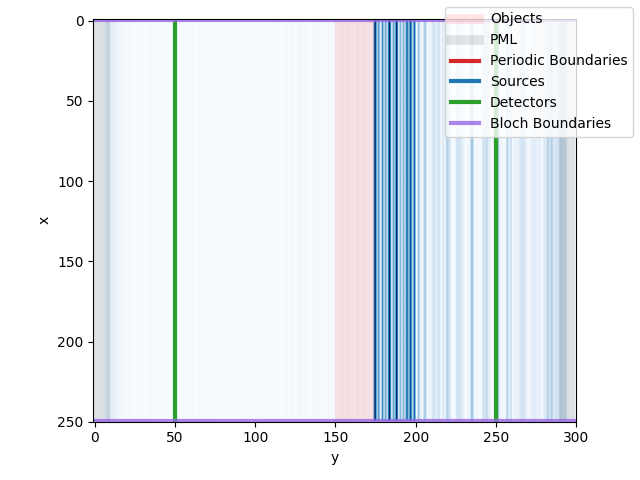 Objects
PML
Periodic Boundaries
Sources
Detectors
Bloch Boundaries
0
50
100
150
200
250
x
0
50
100
150
200
250
300
y